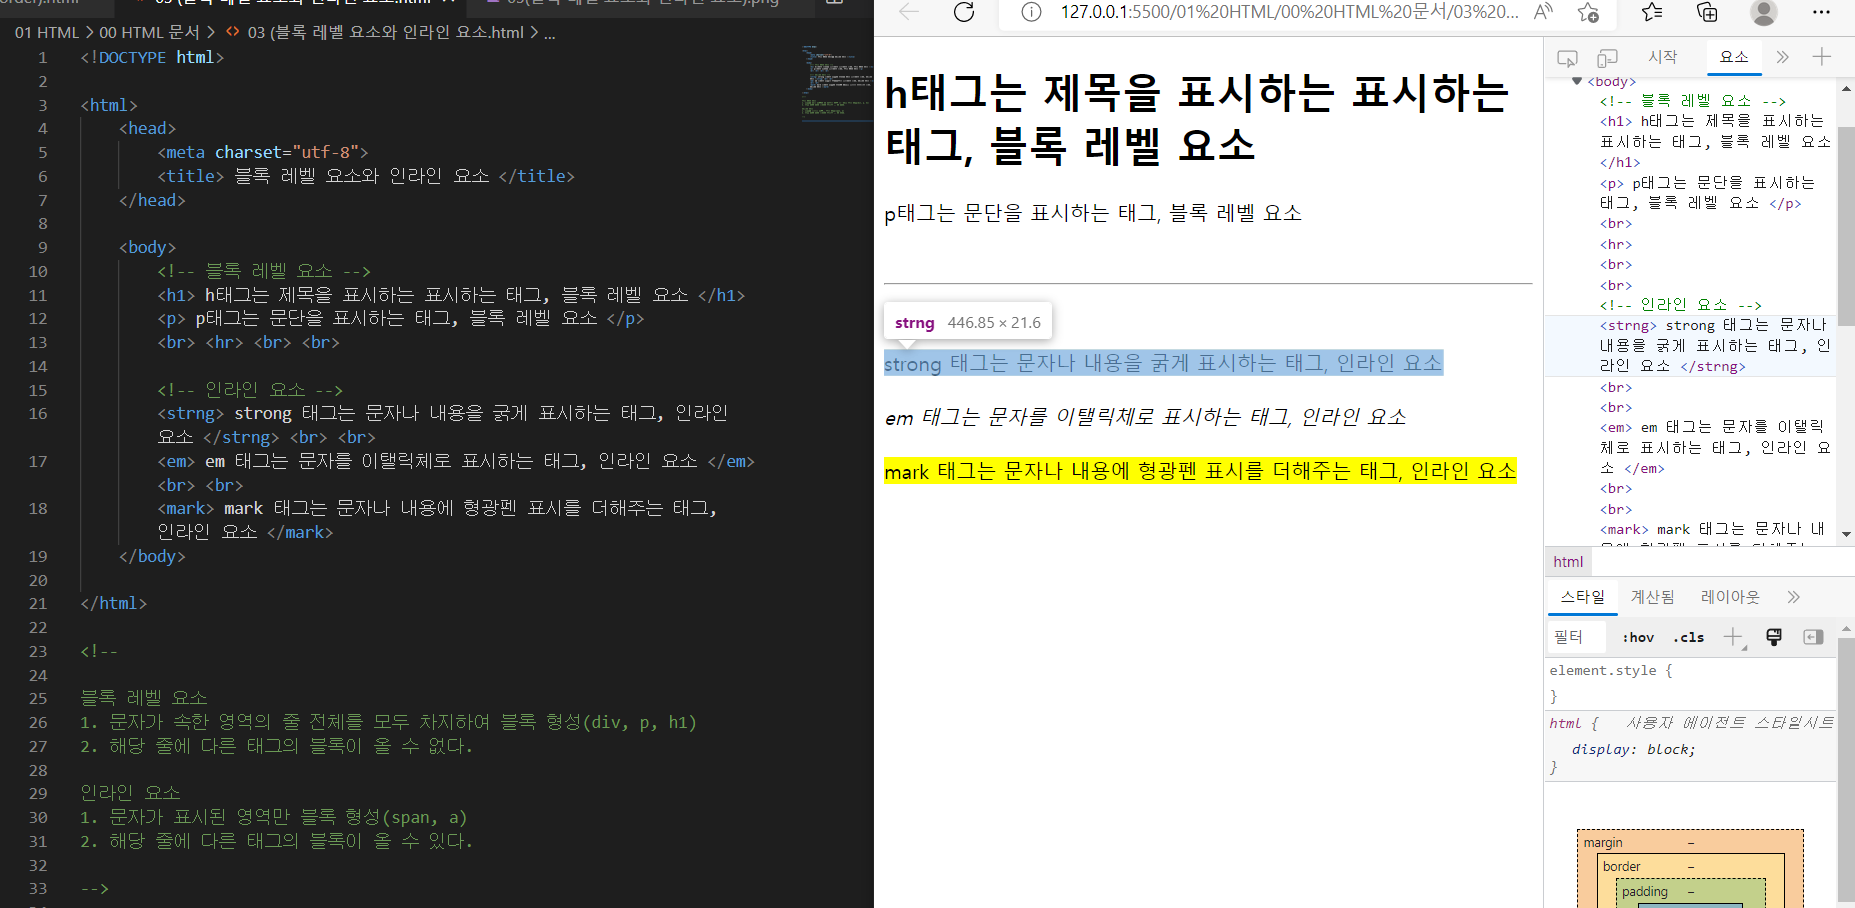 01 HTML > 00 HTML 문서 > <> 03 (블록 레벨 요소와 인라인 요소.html > ...
1 <!DOCTYPE html>
2
3 <html>
4 <head>
5 <meta charset="utf-8">
6 <title> 블록 레벨 요소와 인라인 요소 </title>
7 </head>
8
9 <body>
10 <!-- 블록 레벨 요소 -->
11 <h1> h태그는 제목을 표시하는 표시하는 태그, 블록 레벨 요소 </h1>
12 <p> p태그는 문단을 표시하는 태그, 블록 레벨 요소 </p>
13 <br> <hr> <br> <br>
14
15 <!-- 인라인 요소 -->
16 <strng> strong 태그는 문자나 내용을 굵게 표시하는 태그, 인라인
요소 </strng> <br> <br>
17 <em> em 태그는 문자를 이탤릭체로 표시하는 태그, 인라인 요소 </em>
<br> <br>
18 <mark> mark 태그는 문자나 내용에 형광펜 표시를 더해주는 태그,
인라인 요소 </mark>
19 </body>
20
21 </html>
22
23 <!--
24
25 블록 레벨 요소
26 1. 문자가 속한 영역의 줄 전체를 모두 차지하여 블록 형성(div, p, h1)
27 2. 해당 줄에 다른 태그의 블록이 올 수 없다.
28
29 인라인 요소
30 1. 문자가 표시된 영역만 블록 형성(span, a)
31 2. 해당 줄에 다른 태그의 블록이 올 수 있다.
32
33 -->
127.0.0.1:5500/01%20HTML/00%20HTML%20문서/03%20...
h태그는 제목을 표시하는 표시하는
태그, 블록 레벨 요소
p태그는 문단을 표시하는 태그, 블록 레벨 요소
strng 446.85 × 21.6
strong 태그는 문자나 내용을 굵게 표시하는 태그, 인라인 요소
em 태그는 문자를 이탤릭체로 표시하는 태그, 인라인 요소
mark 태그는 문자나 내용에 형광펜 표시를 더해주는 태그, 인라인 요소
시작 요소
<body>
<!-- 블록 레벨 요소 -->
<h1> h태그는 제목을 표시하는
표시하는 태그, 블록 레벨 요소
</h1>
<p> p태그는 문단을 표시하는
태그, 블록 레벨 요소 </p>
<br>
<hr>
<br>
<br>
<!-- 인라인 요소 -->
<strng> strong 태그는 문자나
내용을 굵게 표시하는 태그, 인
라인 요소 </strng>
<br>
<br>
<em> em 태그는 문자를 이탤릭
체로 표시하는 태그, 인라인 요
소 </em>
<br>
<br>
<mark> mark 태그는 문자나 내
html
스타일 계산됨 레이아웃
필터 :hov .cls
element.style {
}
html { 사용자 에이전트 스타일시트
display: block;
}
margin –
border –
padding –